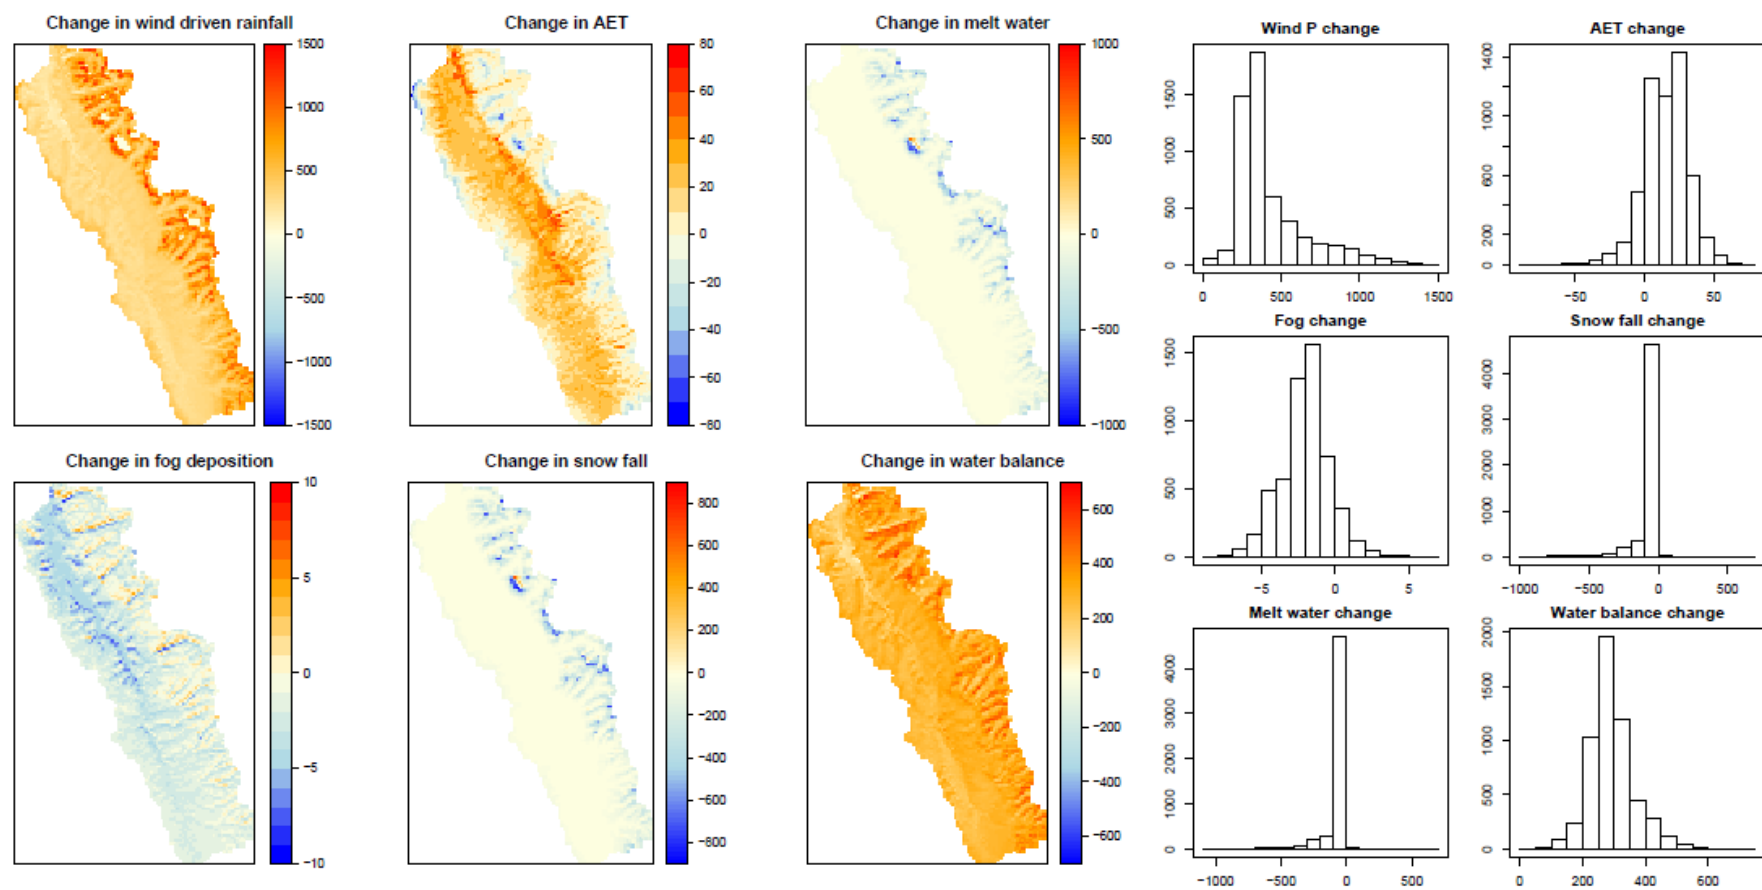 Change in wind driven rainfall
1500
1000
500
0
−500
−1000
−1500
Change in AET
80
60
40
20
0
−20
−40
−60
−80
Change in melt water
1000
500
0
−500
−1000
Wind P change
0 500 1000 1500
0 500 1000 1500
AET change
0 200 600 1000 1400
−50 0 50
Change in fog deposition
10
5
0
−5
−10
Change in snow fall
800
600
400
200
0
−200
−400
−600
−800
Change in water balance
600
400
200
0
−200
−400
−600
Fog change
0 500 1000 1500
−5 0 5
Snow fall change
0 1000 2000 3000 4000
−1000 −500 0 500
Melt water change
0 1000 2000 3000 4000
−1000 −500 0 500
Water balance change
0 500 1000 1500 2000
0 200 400 600